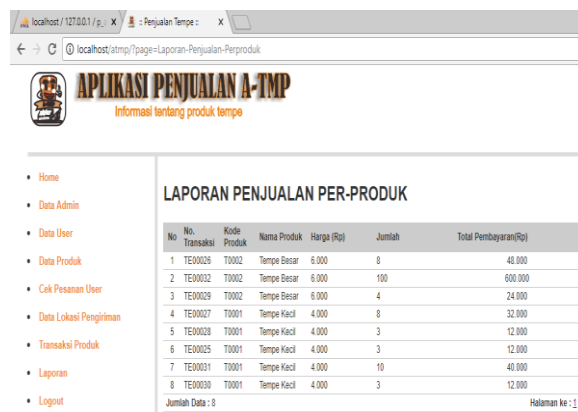 localhost / 127.0.0.1 / p_
:: Penjualan Tempe ::
localhost/atmp/?page=Laporan-Penjualan-Perproduk
APLIKASI PENJUALAN A-TMP
Informasi tentang produk tempe
Home
Data Admin
Data User
Data Produk
Cek Pesanan User
Data Lokasi Pengiriman
Transaksi Produk
Laporan
Logout
LAPORAN PENJUALAN PER-PRODUK
No No. Transaksi Kode Produk Nama Produk Harga (Rp) Jumlah Total Pembayaran(Rp)
1 TE00026 T0002 Tempe Besar 6.000 8 48.000
2 TE00032 T0002 Tempe Besar 6.000 100 600.000
3 TE00029 T0002 Tempe Besar 6.000 4 24.000
4 TE00027 T0001 Tempe Kecil 4.000 8 32.000
5 TE00028 T0001 Tempe Kecil 4.000 3 12.000
6 TE00025 T0001 Tempe Kecil 4.000 3 12.000
7 TE00031 T0001 Tempe Kecil 4.000 10 40.000
8 TE00030 T0001 Tempe Kecil 4.000 3 12.000
Jumlah Data : 8 Halaman ke : 1